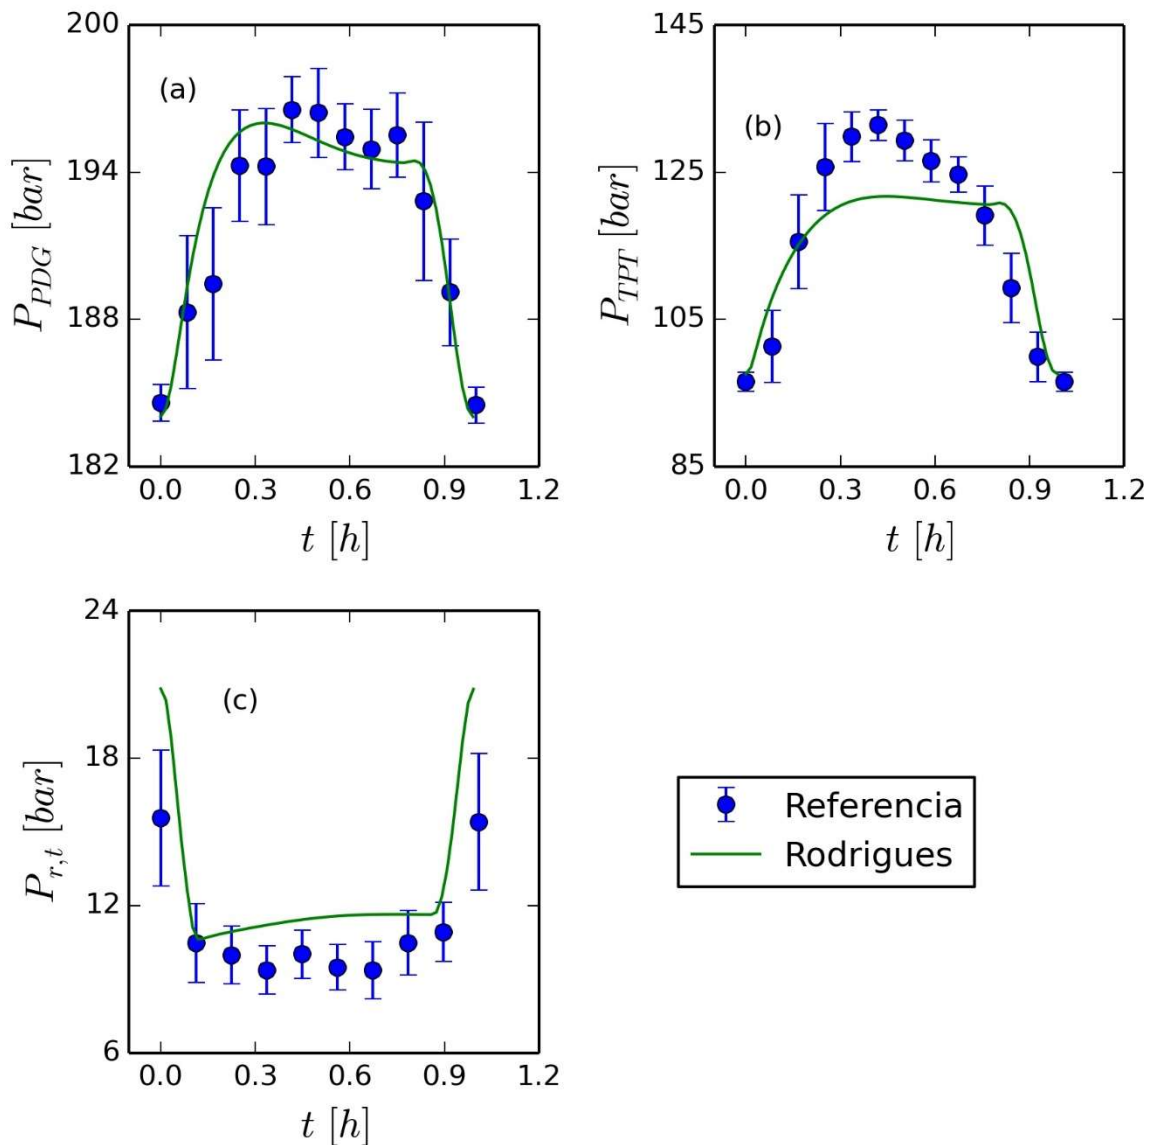 200
194
188
182
P_PDG [bar]
(a)
0.0 0.3 0.6 0.9 1.2
t [h]
145
125
105
85
P_TPT [bar]
(b)
0.0 0.3 0.6 0.9 1.2
t [h]
24
18
12
6
P_r,t [bar]
(c)
0.0 0.3 0.6 0.9 1.2
t [h]
Referencia
Rodrigues